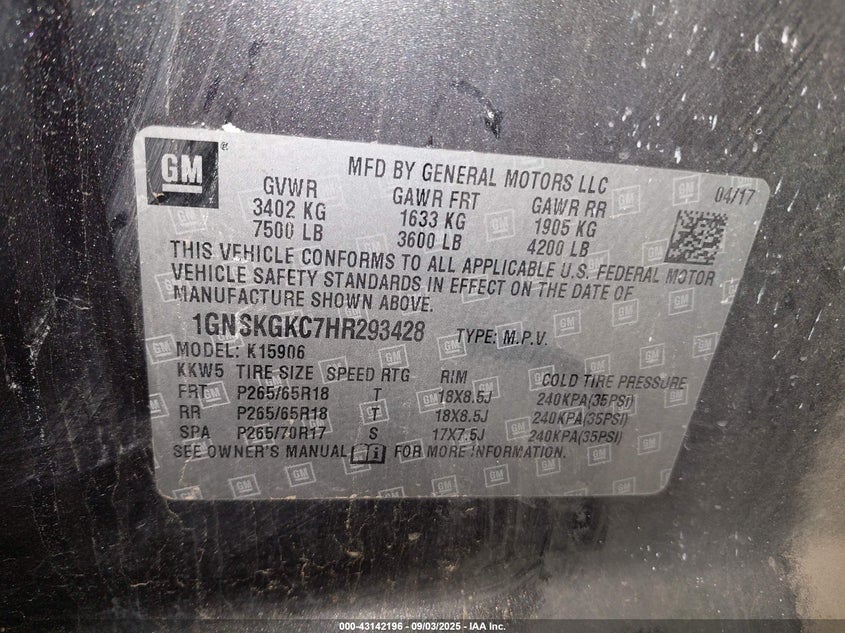 GM
MFD BY GENERAL MOTORS LLC
04/17
GVWR GAWR FRT GAWR RR
3402 KG 1633 KG 1905 KG
7500 LB 3600 LB 4200 LB
THIS VEHICLE CONFORMS TO ALL APPLICABLE U.S. FEDERAL MOTOR
VEHICLE SAFETY STANDARDS IN EFFECT ON THE DATE OF
MANUFACTURE SHOWN ABOVE.
1GNSKGKC7HR293428 TYPE: M.P.V.
MODEL: K15906
KKW5 TIRE SIZE SPEED RTG RIM COLD TIRE PRESSURE
FRT P265/65R18 T 18X8.5J 240KPA(35PSI)
RR P265/65R18 T 18X8.5J 240KPA(35PSI)
SPA P265/70R17 S 17X7.5J 240KPA(35PSI)
SEE OWNER'S MANUAL FOR MORE INFORMATION.
000-43142196 - 09/03/2025 - IAA Inc.